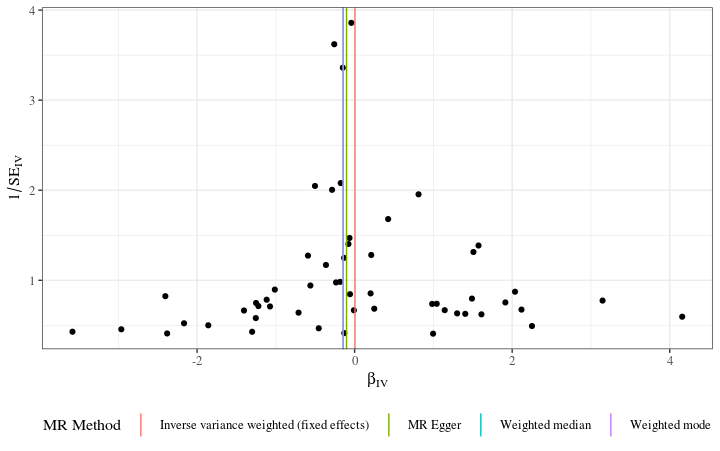 4
3
2
1
1/SE_IV
-2
0
2
4
β_IV
MR Method
Inverse variance weighted (fixed effects)
MR Egger
Weighted median
Weighted mode